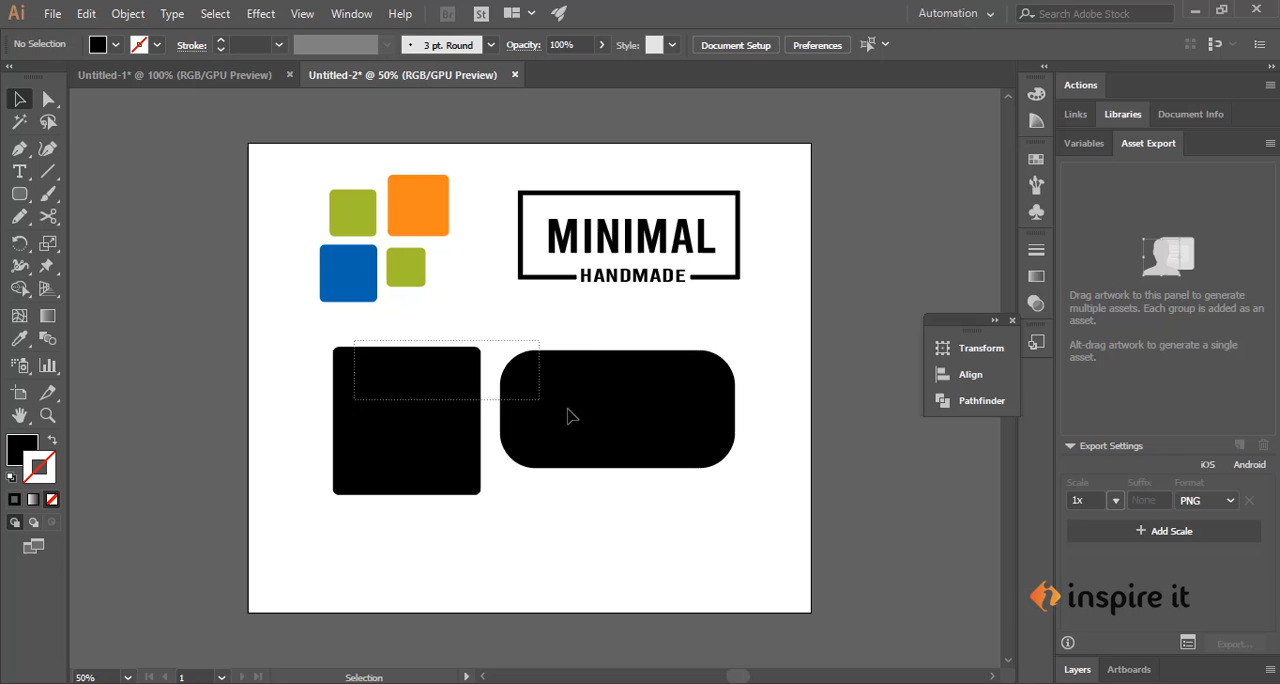 Ai File Edit Object Type Select Effect View Window Help Br St Automation Search Adobe Stock
No Selection Stroke: 3 pt. Round Opacity: 100% Style: Document Setup Preferences
Untitled-1* @ 100% (RGB/GPU Preview) Untitled-2* @ 50% (RGB/GPU Preview)
Actions
Links Libraries Document Info
Variables Asset Export
MINIMAL
HANDMADE
Drag artwork to this panel to generate
multiple assets. Each group is added as an
asset.
Alt-drag artwork to generate a single
asset.
Transform
Align
Pathfinder
Export Settings
iOS Android
Scale Suffix Format
1x None PNG
+ Add Scale
inspire it
Export...
Layers Artboards
50% 1 Selection